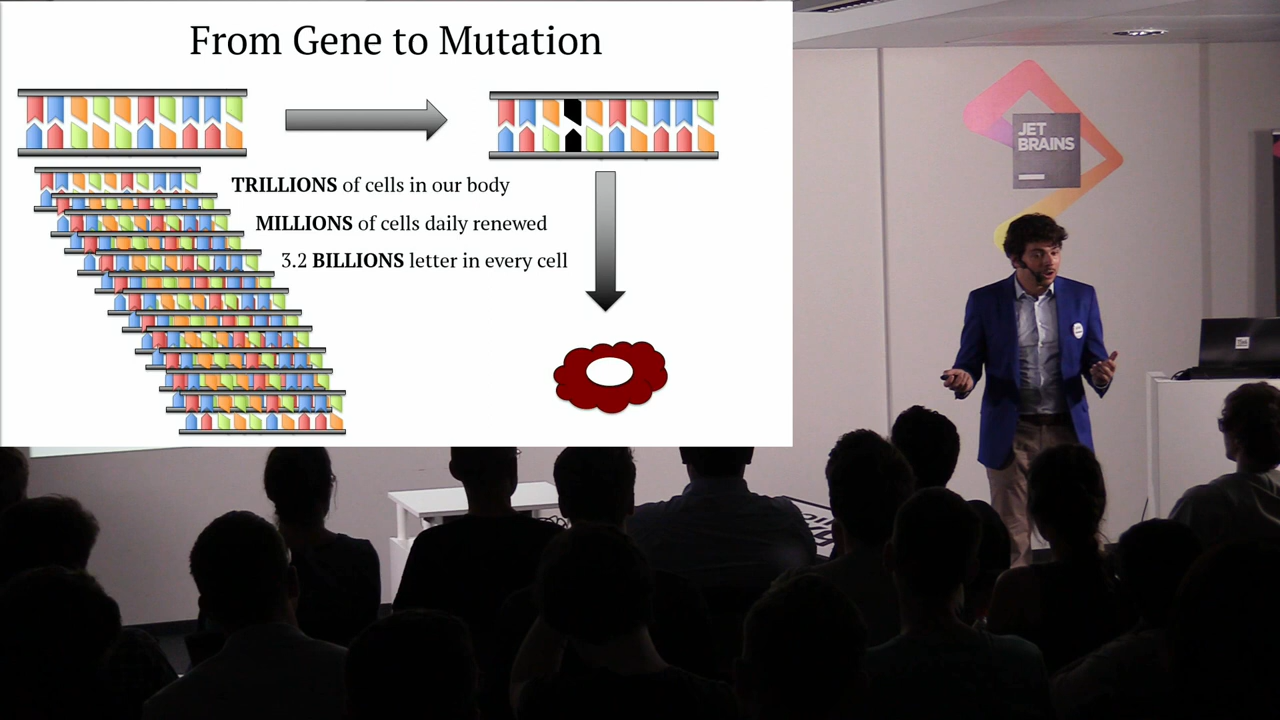 From Gene to Mutation
TRILLIONS of cells in our body
MILLIONS of cells daily renewed
3.2 BILLIONS letter in every cell
JET
BRAINS